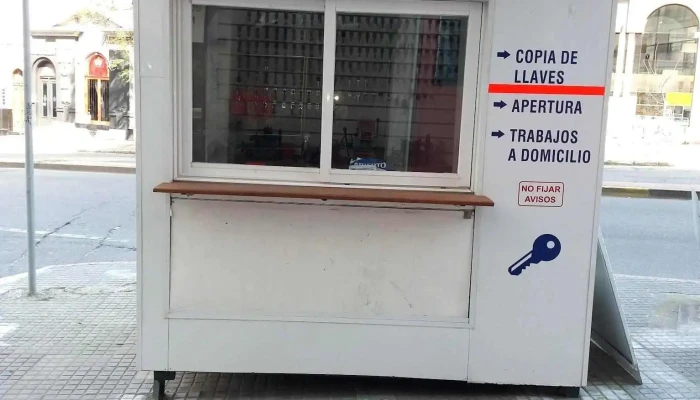 COPIA DE
LLAVES
APERTURA
TRABAJOS
A DOMICILIO
NO FIJAR
AVISOS